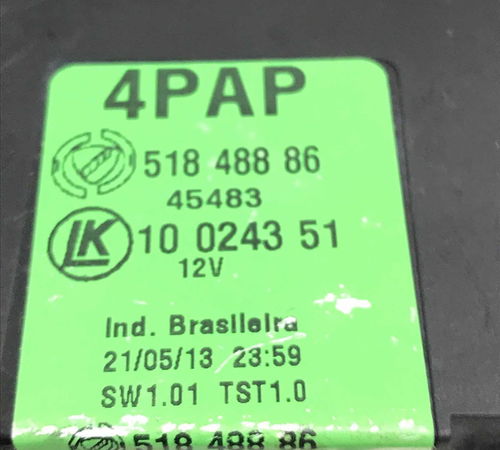 4PAP
518 488 86
45483
LK 10 0243 51
12V
Ind. Brasileira
21/05/13 23:59
SW1.01 TST1.0
518 488 86